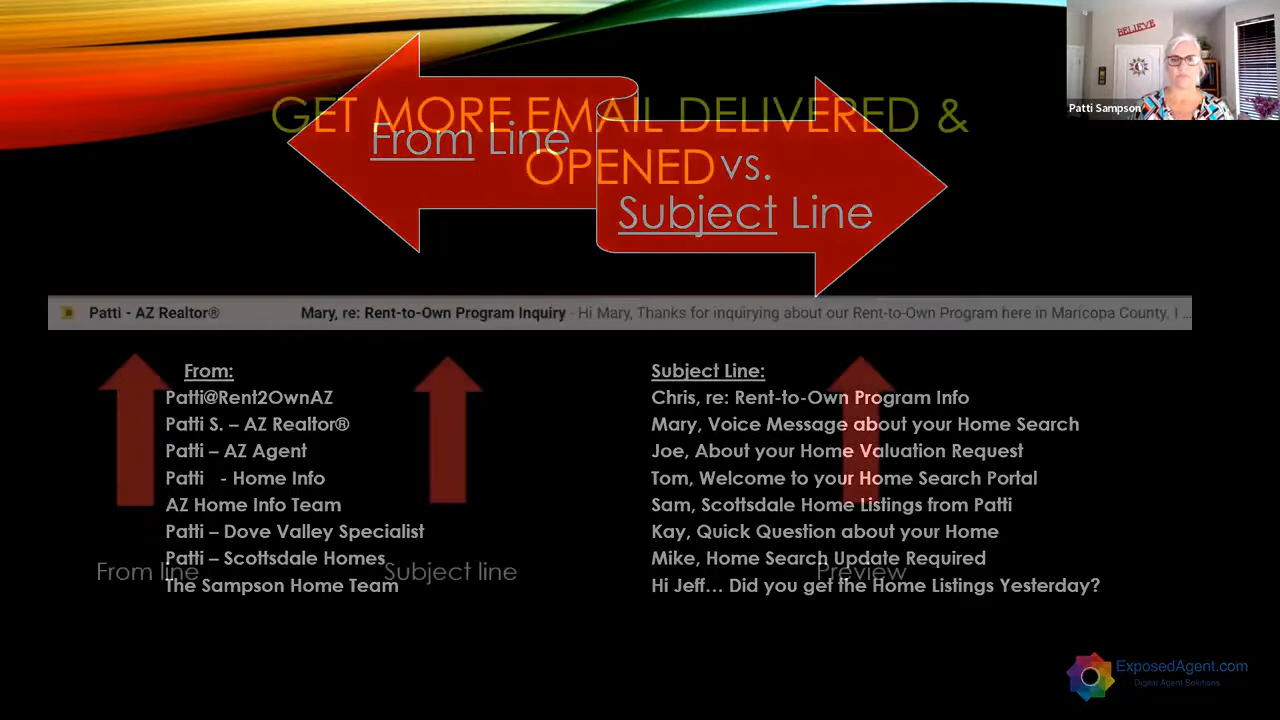 BELIEVE
Patti Sampson
GET MORE EMAIL DELIVERED &
OPENED
From Line
vs.
Subject Line
Patti - AZ Realtor® Mary, re: Rent-to-Own Program Inquiry - Hi Mary, Thanks for inquiring about our Rent-to-Own Program here in Maricopa County. I ...
From:
Patti@Rent2OwnAZ
Patti S. – AZ Realtor®
Patti – AZ Agent
Patti - Home Info
AZ Home Info Team
Patti – Dove Valley Specialist
Patti – Scottsdale Homes
The Sampson Home Team
Subject Line:
Chris, re: Rent-to-Own Program Info
Mary, Voice Message about your Home Search
Joe, About your Home Valuation Request
Tom, Welcome to your Home Search Portal
Sam, Scottsdale Home Listings from Patti
Kay, Quick Question about your Home
Mike, Home Search Update Required
Hi Jeff… Did you get the Home Listings Yesterday?
From line
Subject line
Preview
ExposedAgent.com
Digital Agent Solutions